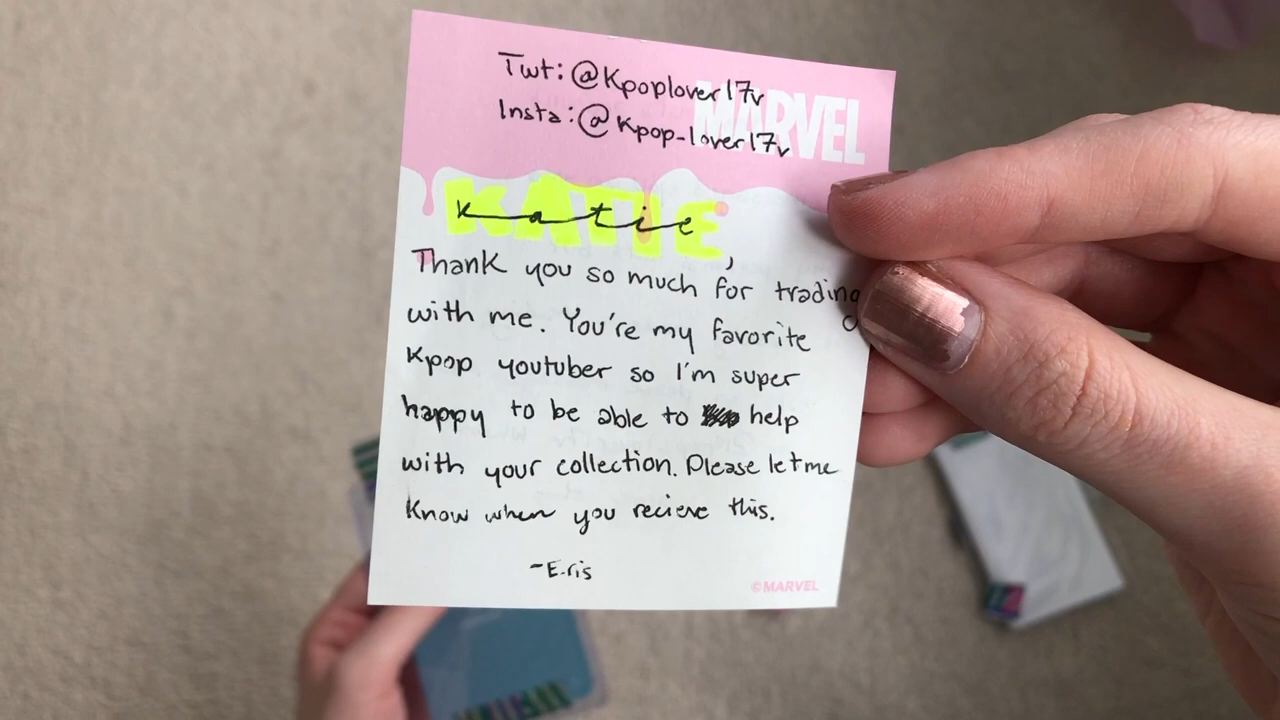 Twt: @Kpoplover17v
Insta: @Kpop-lover17v
MARVEL
KATIE
katie,
Thank you so much for trading
with me. You're my favorite
Kpop youtuber so I'm super
happy to be able to help
with your collection. Please let me
Know when you recieve this.
-Eris
©MARVEL